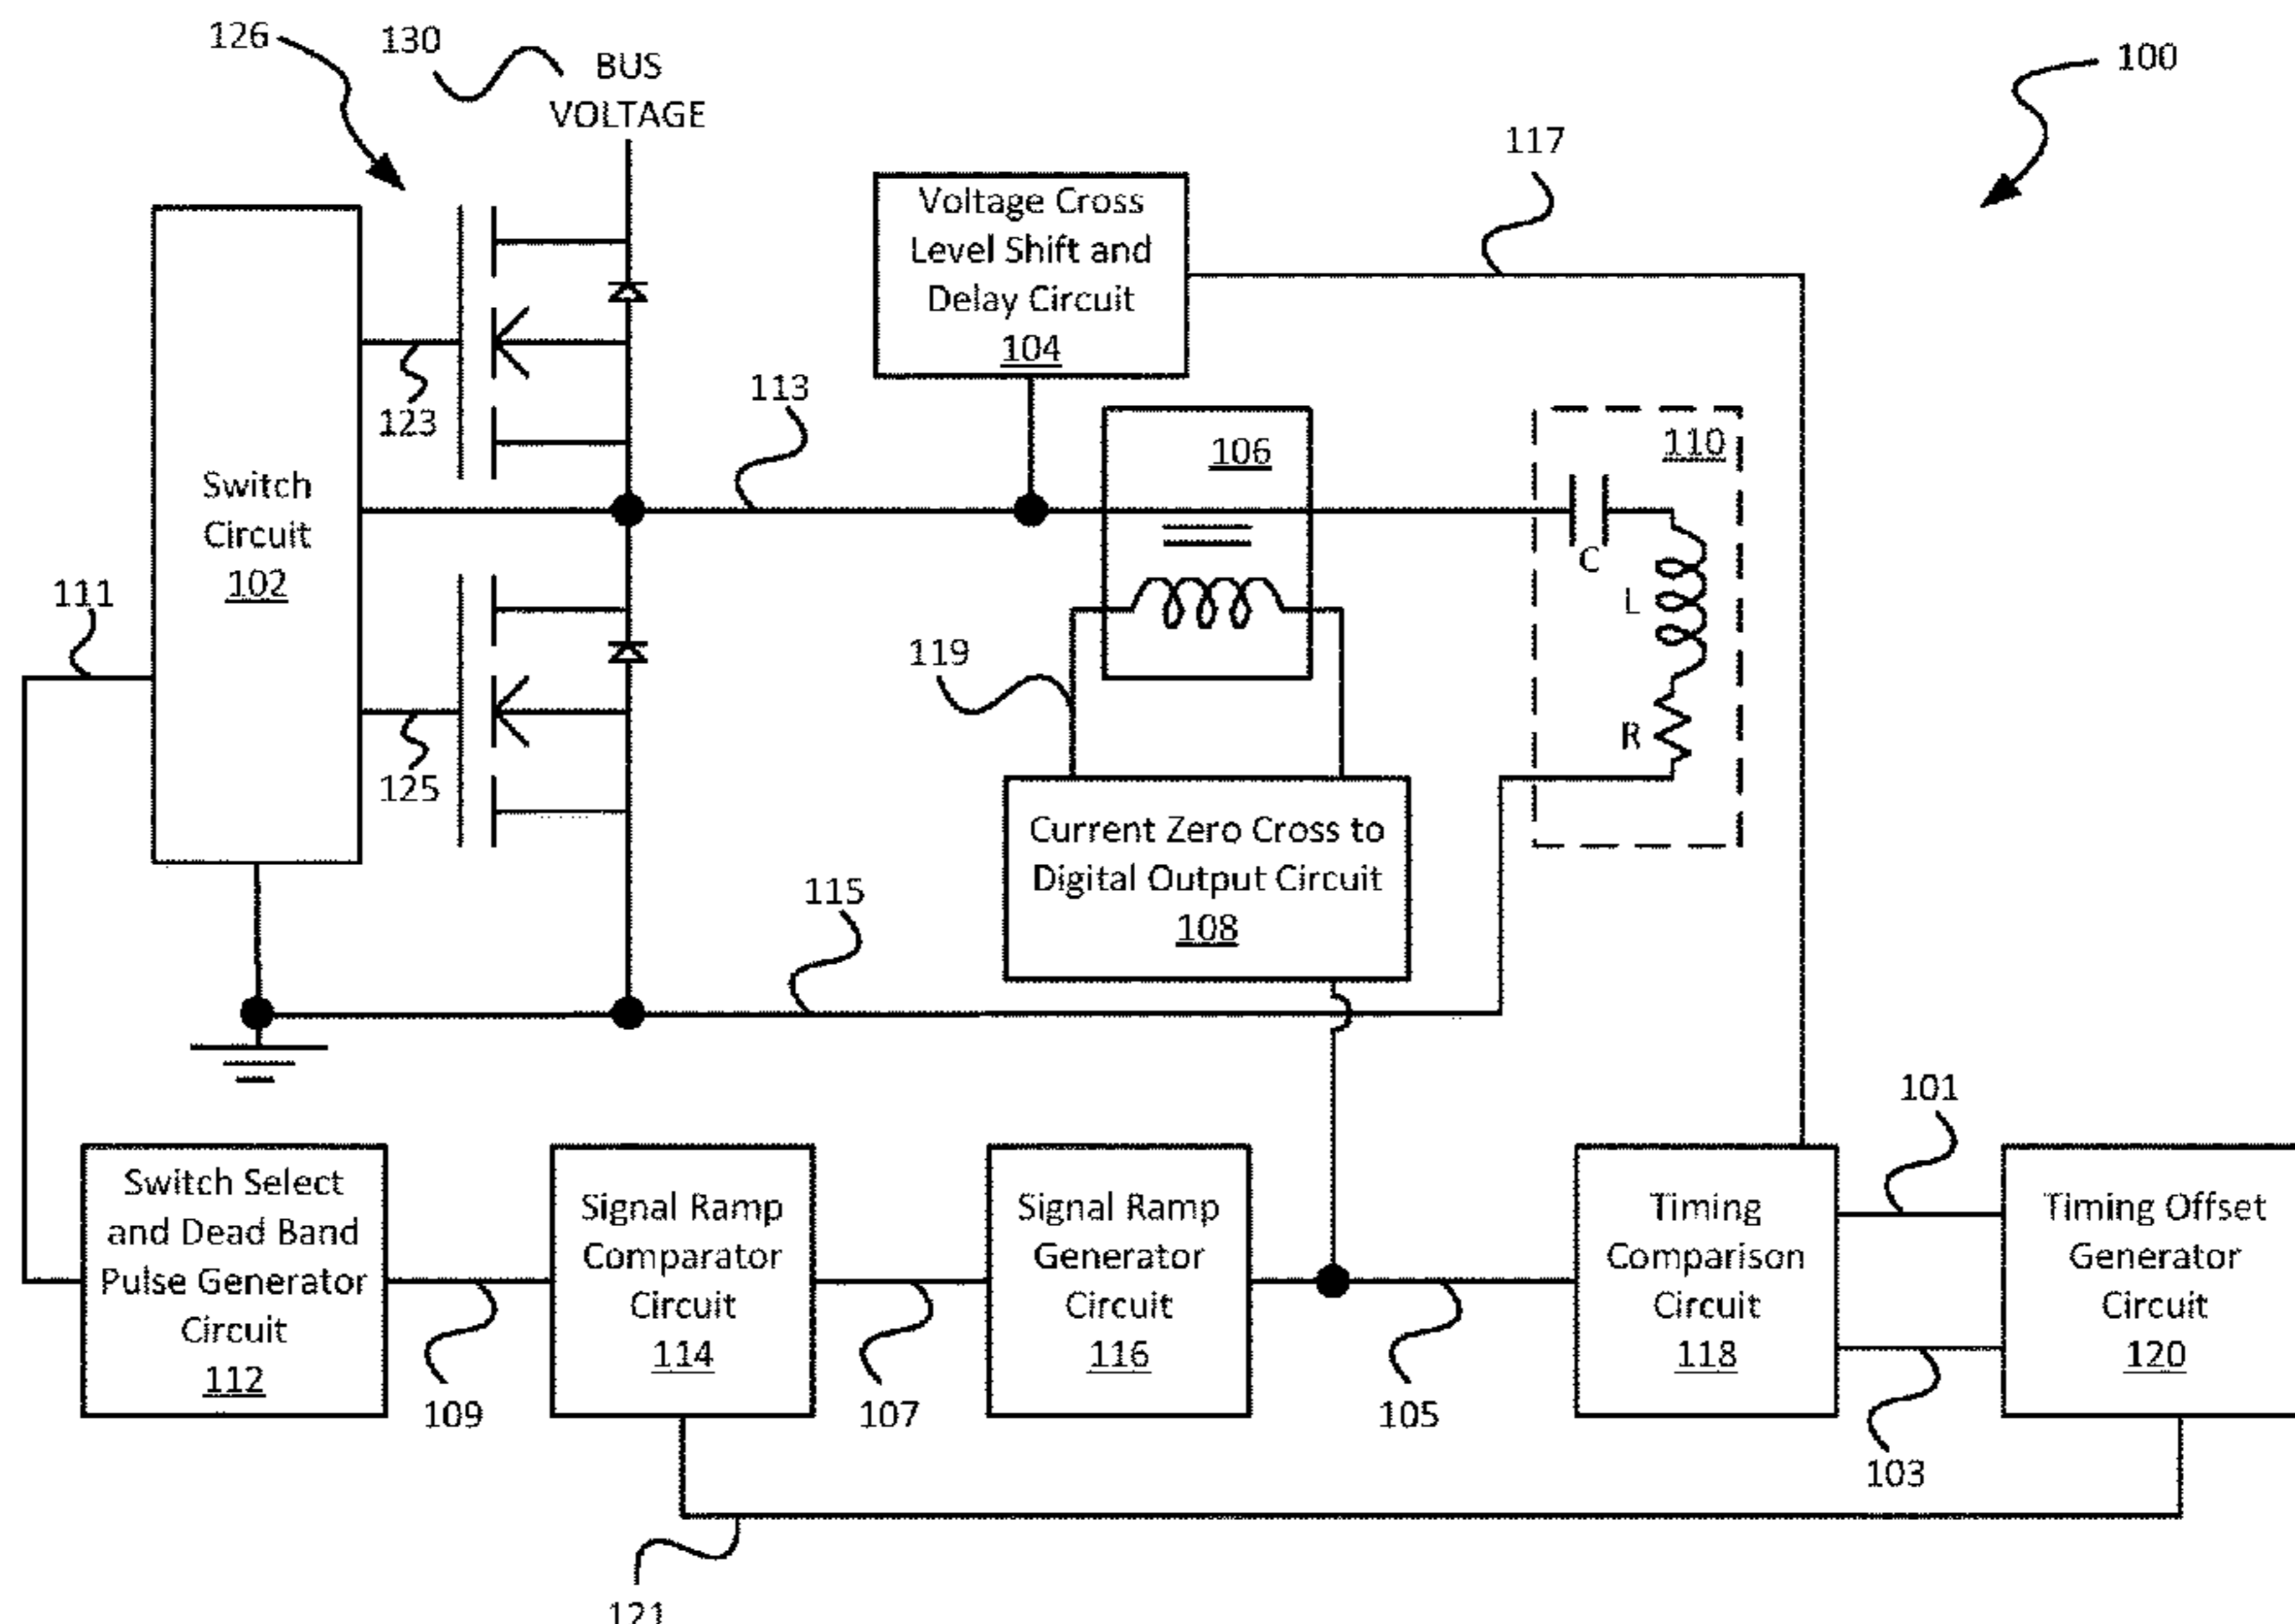 126
130
BUS
VOLTAGE
100
117
Voltage Cross
Level Shift and
Delay Circuit
104
123
113
106
110
Switch
Circuit
102
C
L
R
111
119
125
Current Zero Cross to
Digital Output Circuit
108
115
101
Switch Select
and Dead Band
Pulse Generator
Circuit
112
Signal Ramp
Comparator
Circuit
114
Signal Ramp
Generator
Circuit
116
Timing
Comparison
Circuit
118
Timing Offset
Generator
Circuit
120
109
107
105
103
121